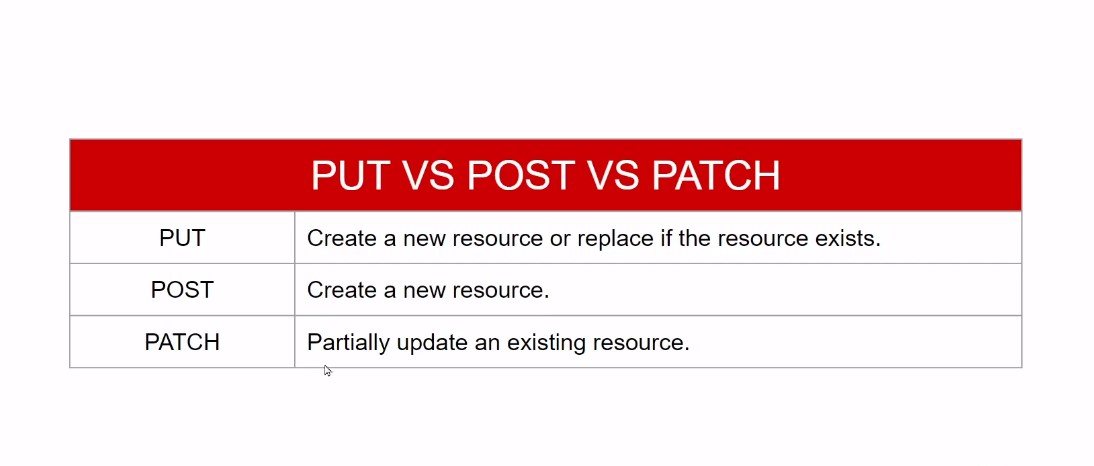 PUT VS POST VS PATCH
PUT Create a new resource or replace if the resource exists.
POST Create a new resource.
PATCH Partially update an existing resource.